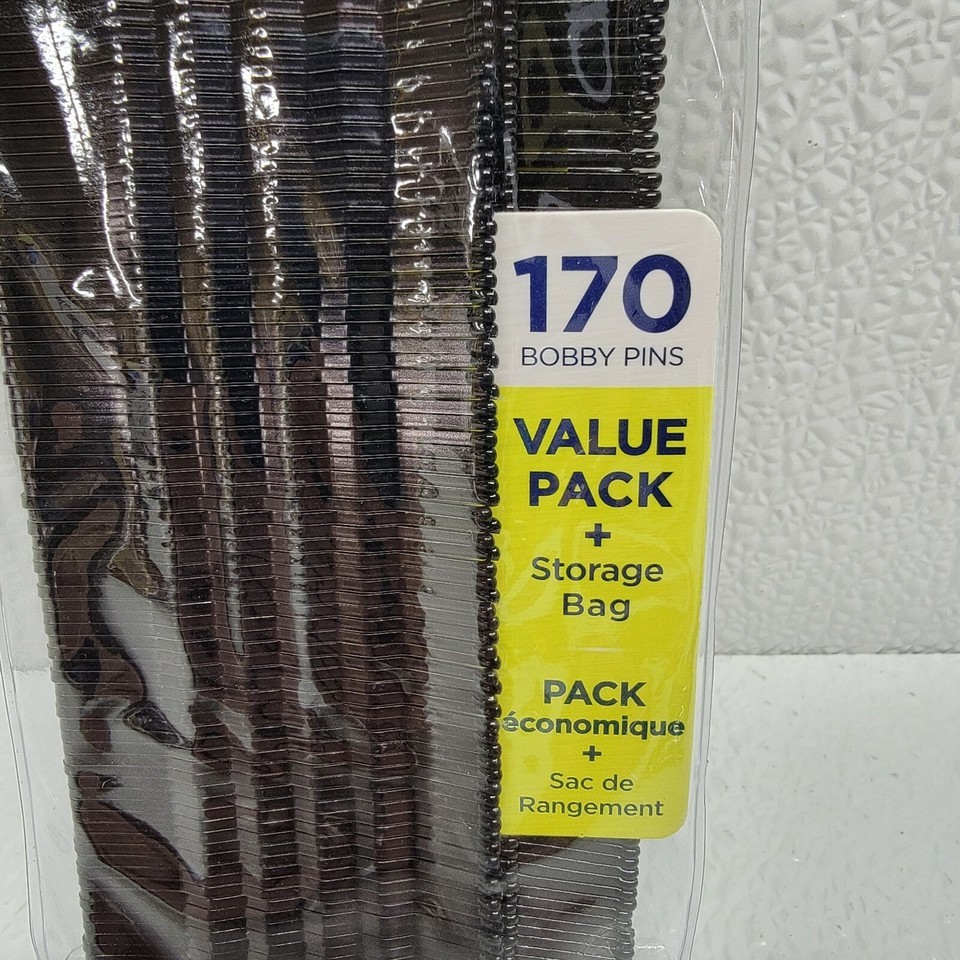 170
BOBBY PINS
VALUE
PACK
+
Storage
Bag
PACK
économique
+
Sac de
Rangement